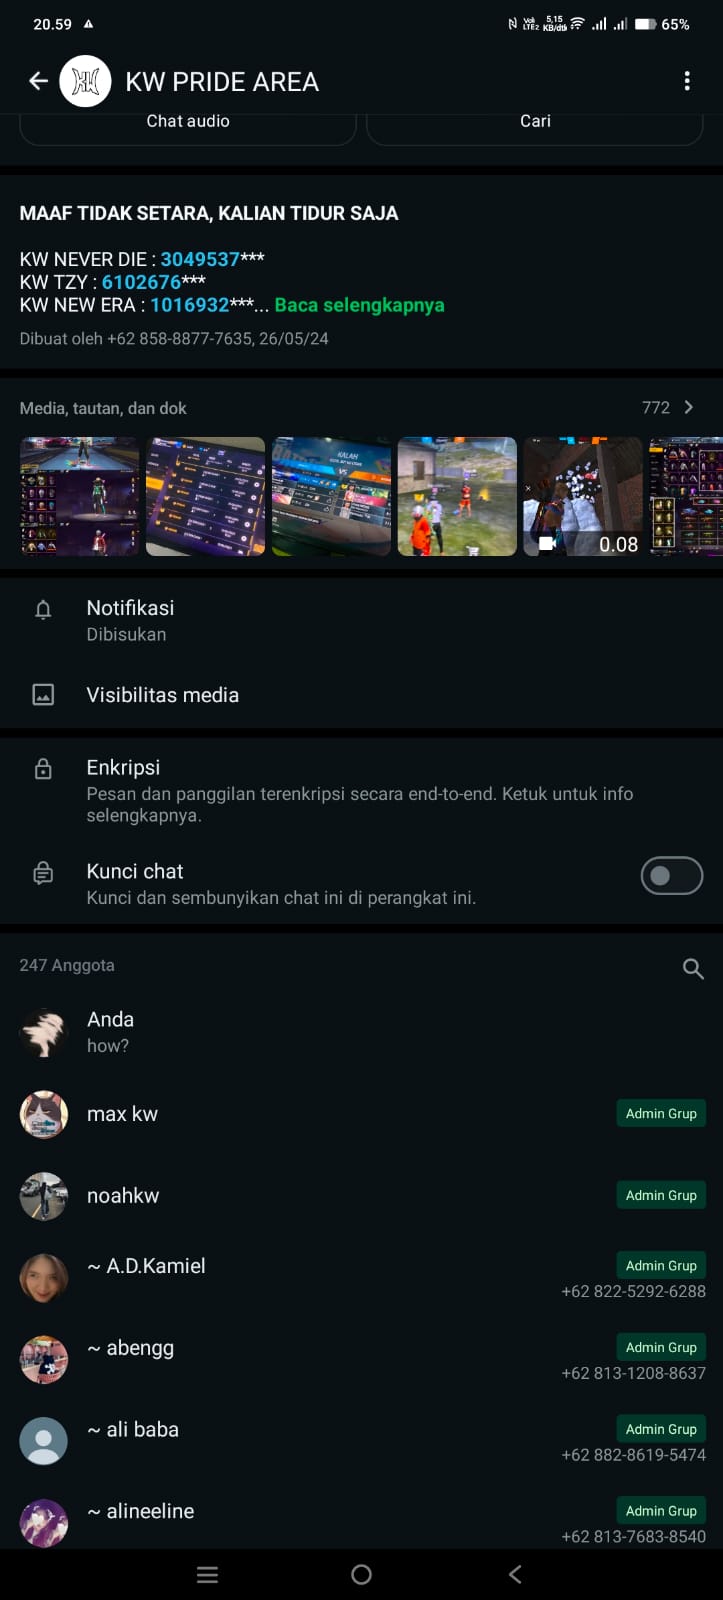 20.59
5,15
KB/dtk
65%
KW PRIDE AREA
Chat audio
Cari
MAAF TIDAK SETARA, KALIAN TIDUR SAJA
KW NEVER DIE : 3049537***
KW TZY : 6102676***
KW NEW ERA : 1016932***... Baca selengkapnya
Dibuat oleh +62 858-8877-7635, 26/05/24
Media, tautan, dan dok
772
KALAH
VS
0.08
Notifikasi
Dibisukan
Visibilitas media
Enkripsi
Pesan dan panggilan terenkripsi secara end-to-end. Ketuk untuk info
selengkapnya.
Kunci chat
Kunci dan sembunyikan chat ini di perangkat ini.
247 Anggota
Anda
how?
max kw
Admin Grup
noahkw
Admin Grup
~ A.D.Kamiel
Admin Grup
+62 822-5292-6288
~ abengg
Admin Grup
+62 813-1208-8637
~ ali baba
Admin Grup
+62 882-8619-5474
~ alineeline
Admin Grup
+62 813-7683-8540